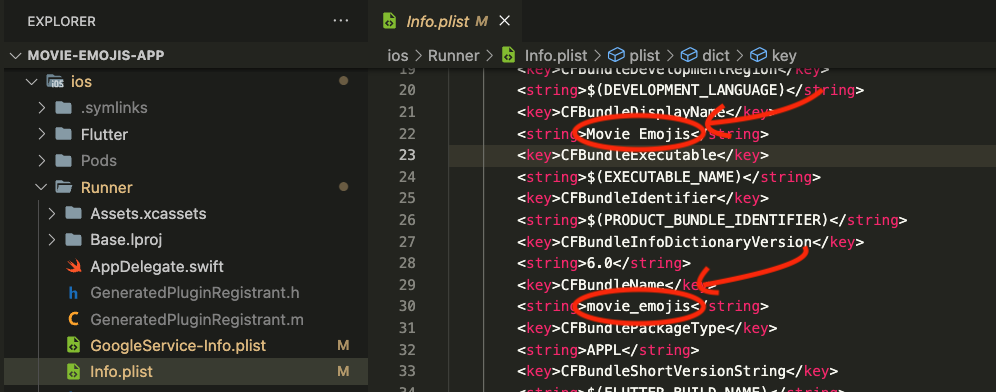 EXPLORER
···
Info.plist M ×
MOVIE-EMOJIS-APP
ios > Runner > Info.plist > plist > dict > key
ios
.symlinks
Flutter
Pods
Runner
Assets.xcassets
Base.lproj
AppDelegate.swift
GeneratedPluginRegistrant.h
GeneratedPluginRegistrant.m
GoogleService-Info.plist M
Info.plist M
19 <key>CFBundleDevelopmentRegion</key>
20 <string>$(DEVELOPMENT_LANGUAGE)</string>
21 <key>CFBundleDisplayName</key>
22 <string>Movie Emojis</string>
23 <key>CFBundleExecutable</key>
24 <string>$(EXECUTABLE_NAME)</string>
25 <key>CFBundleIdentifier</key>
26 <string>$(PRODUCT_BUNDLE_IDENTIFIER)</string>
27 <key>CFBundleInfoDictionaryVersion</key>
28 <string>6.0</string>
29 <key>CFBundleName</key>
30 <string>movie_emojis</string>
31 <key>CFBundlePackageType</key>
32 <string>APPL</string>
33 <key>CFBundleShortVersionString</key>
34 <string>$(FLUTTER_BUILD_NAME)</string>